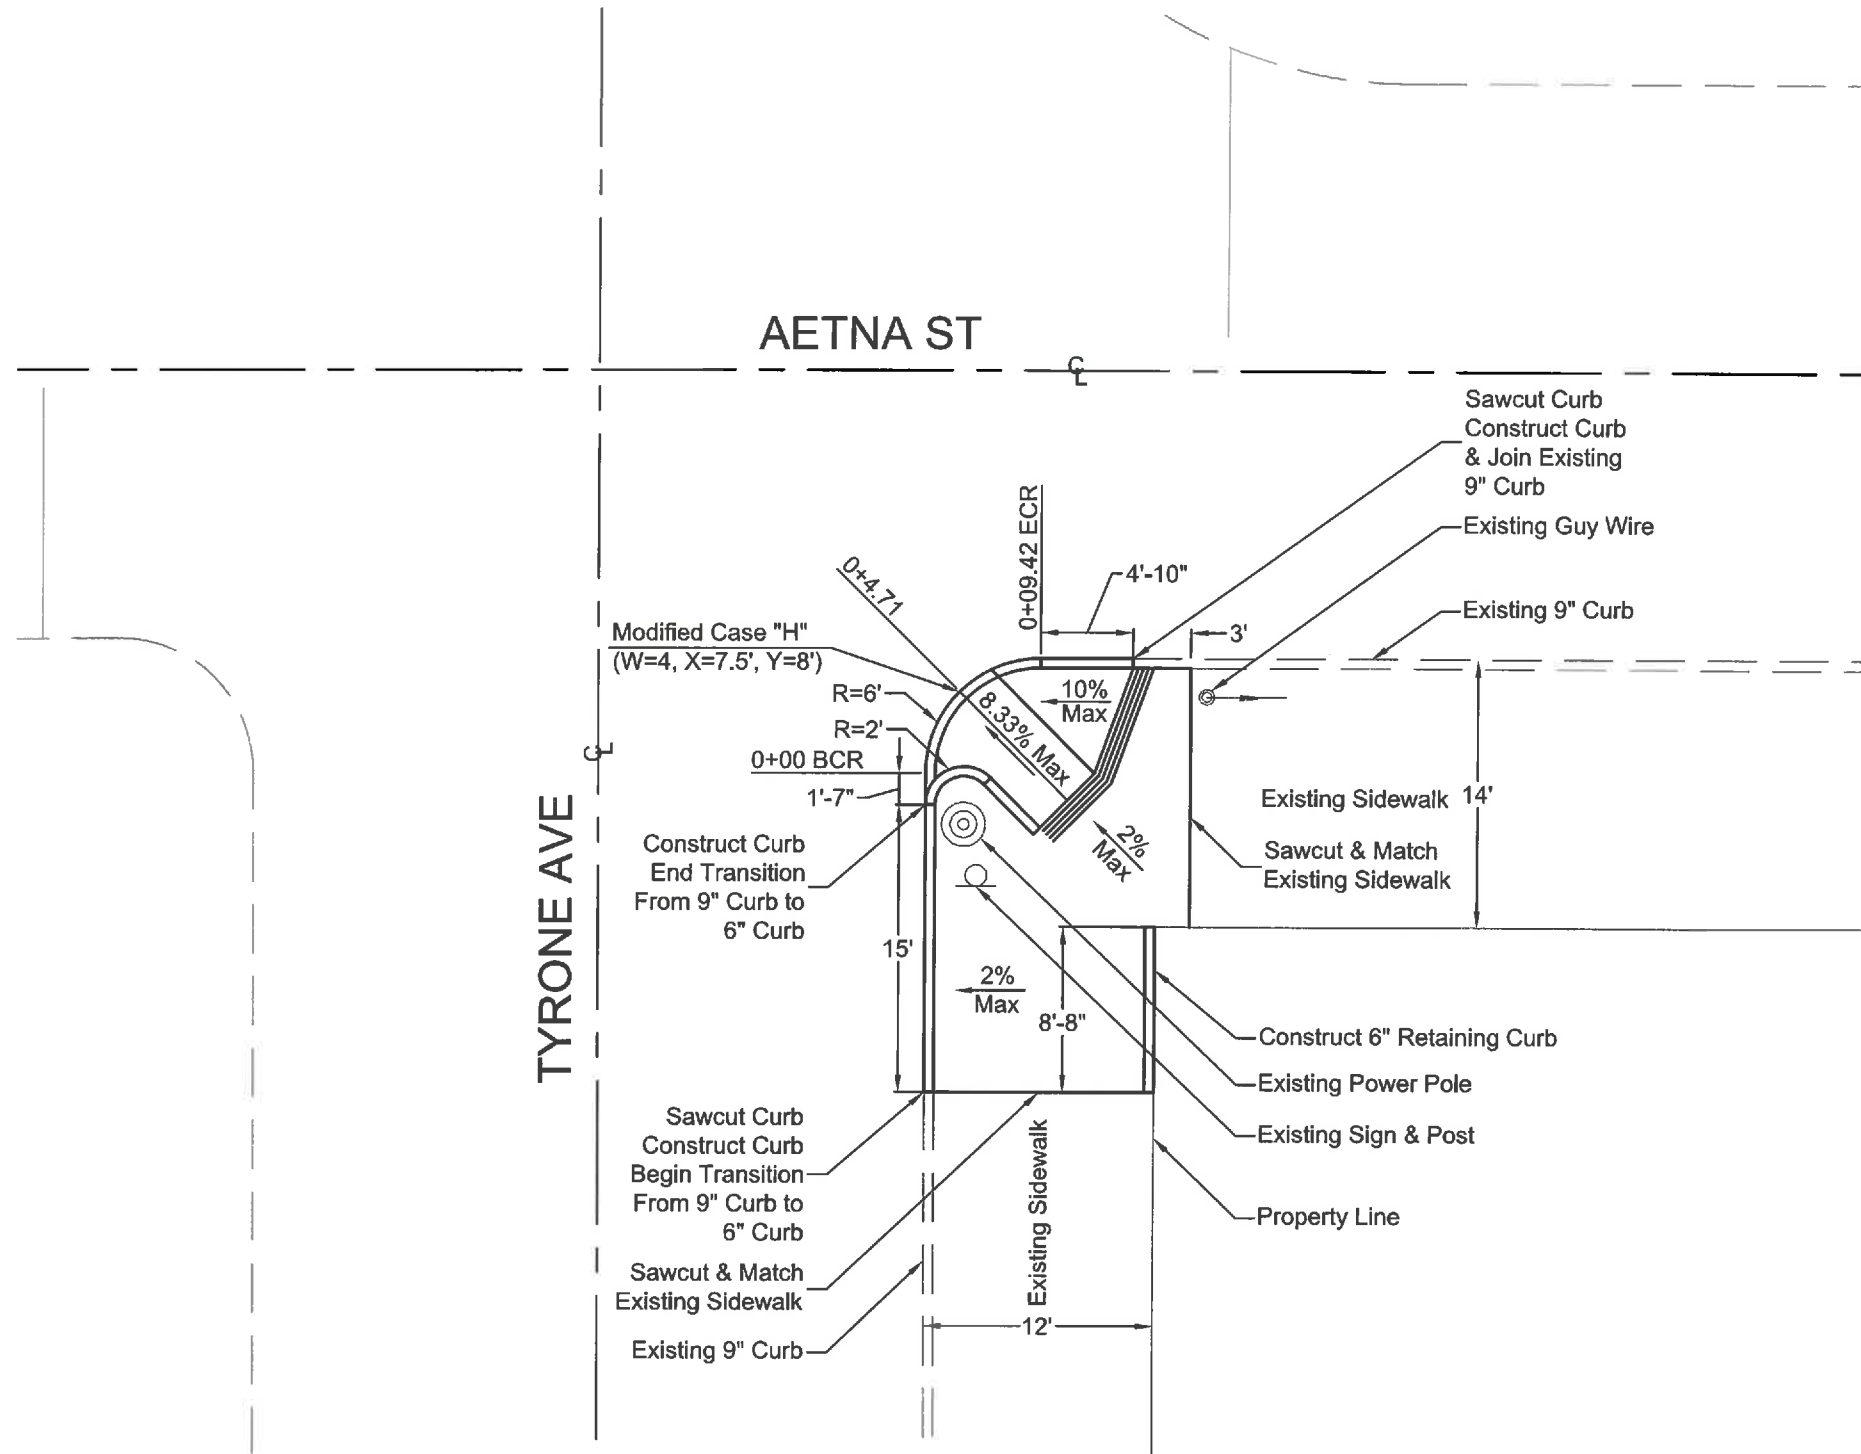 AETNA ST
CL
Sawcut Curb
Construct Curb
& Join Existing
9" Curb
Existing Guy Wire
0+09.42 ECR
4'-10"
0+4.71
Existing 9" Curb
3'
Modified Case "H"
(W=4, X=7.5', Y=8')
R=6'
10%
Max
8.33% Max
R=2'
CL
0+00 BCR
1'-7"
Existing Sidewalk
14'
TYRONE AVE
Construct Curb
End Transition
From 9" Curb to
6" Curb
2%
Max
Sawcut & Match
Existing Sidewalk
15'
2%
Max
8'-8"
Construct 6" Retaining Curb
Existing Power Pole
Existing Sign & Post
Sawcut Curb
Construct Curb
Begin Transition
From 9" Curb to
6" Curb
Existing Sidewalk
Property Line
Sawcut & Match
Existing Sidewalk
12'
Existing 9" Curb